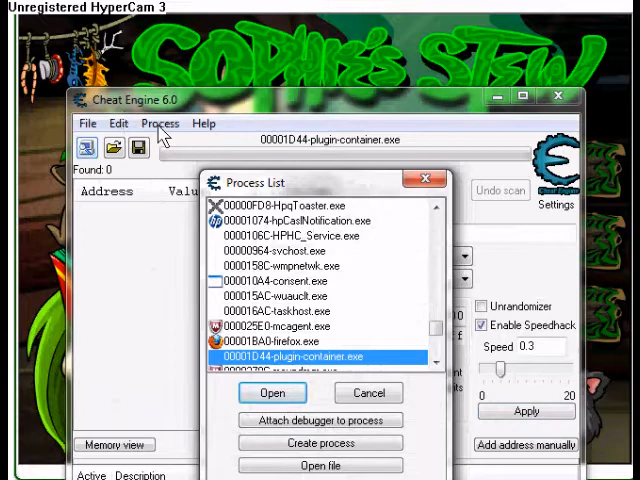 Unregistered HyperCam 3
SOPHIE'S STEW
Cheat Engine 6.0
File Edit Process Help
00001D44-plugin-container.exe
Found: 0
Address Valu
Process List
00000FD8-HpqToaster.exe
00001074-hpCaslNotification.exe
0000106C-HPHC_Service.exe
00000964-svchost.exe
0000158C-wmpnetwk.exe
000010A4-consent.exe
000015AC-wuauclt.exe
000016AC-taskhost.exe
000025E0-mcagent.exe
00001BA0-firefox.exe
00001D44-plugin-container.exe
Open Cancel
Attach debugger to process
Create process
Open file
Undo scan
Cheat Engine
Settings
Unrandomizer
Enable Speedhack
Speed 0.3
0 20
Apply
Memory view
Add address manually
Active Description